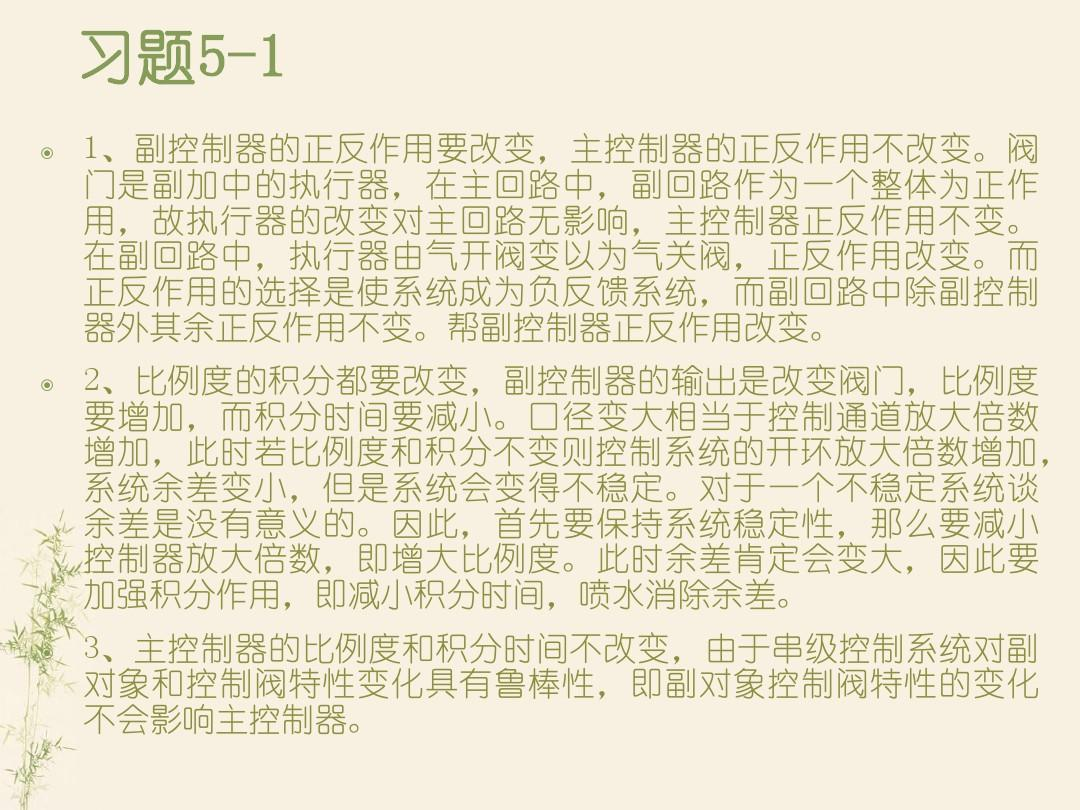 习题5-1
1、副控制器的正反作用要改变，主控制器的正反作用不改变。阀
门是副加中的执行器，在主回路中，副回路作为一个整体为正作
用，故执行器的改变对主回路无影响，主控制器正反作用不变。
在副回路中，执行器由气开阀变以为气关阀，正反作用改变。而
正反作用的选择是使系统成为负反馈系统，而副回路中除副控制
器外其余正反作用不变。帮副控制器正反作用改变。
2、比例度的积分都要改变，副控制器的输出是改变阀门，比例度
要增加，而积分时间要减小。口径变大相当于控制通道放大倍数
增加，此时若比例度和积分不变则控制系统的开环放大倍数增加，
系统余差变小，但是系统会变得不稳定。对于一个不稳定系统谈
余差是没有意义的。因此，首先要保持系统稳定性，那么要减小
控制器放大倍数，即增大比例度。此时余差肯定会变大，因此要
加强积分作用，即减小积分时间，喷水消除余差。
3、主控制器的比例度和积分时间不改变，由于串级控制系统对副
对象和控制阀特性变化具有鲁棒性，即副对象控制阀特性的变化
不会影响主控制器。